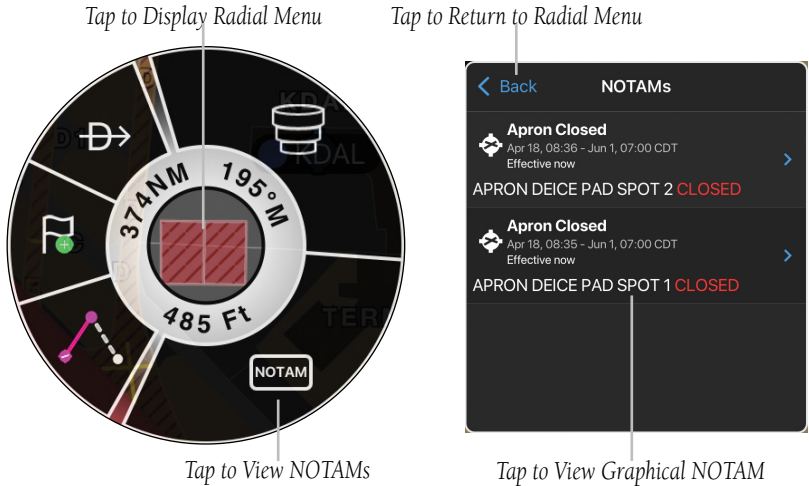 Tap to Display Radial Menu
Tap to Return to Radial Menu
KDAL
KDAL
D
374NM
195°M
485 Ft
TER
NOTAM
Tap to View NOTAMs
Back
NOTAMs
Apron Closed
Apr 18, 08:36 - Jun 1, 07:00 CDT
Effective now
APRON DEICE PAD SPOT 2 CLOSED
Apron Closed
Apr 18, 08:35 - Jun 1, 07:00 CDT
Effective now
APRON DEICE PAD SPOT 1 CLOSED
Tap to View Graphical NOTAM